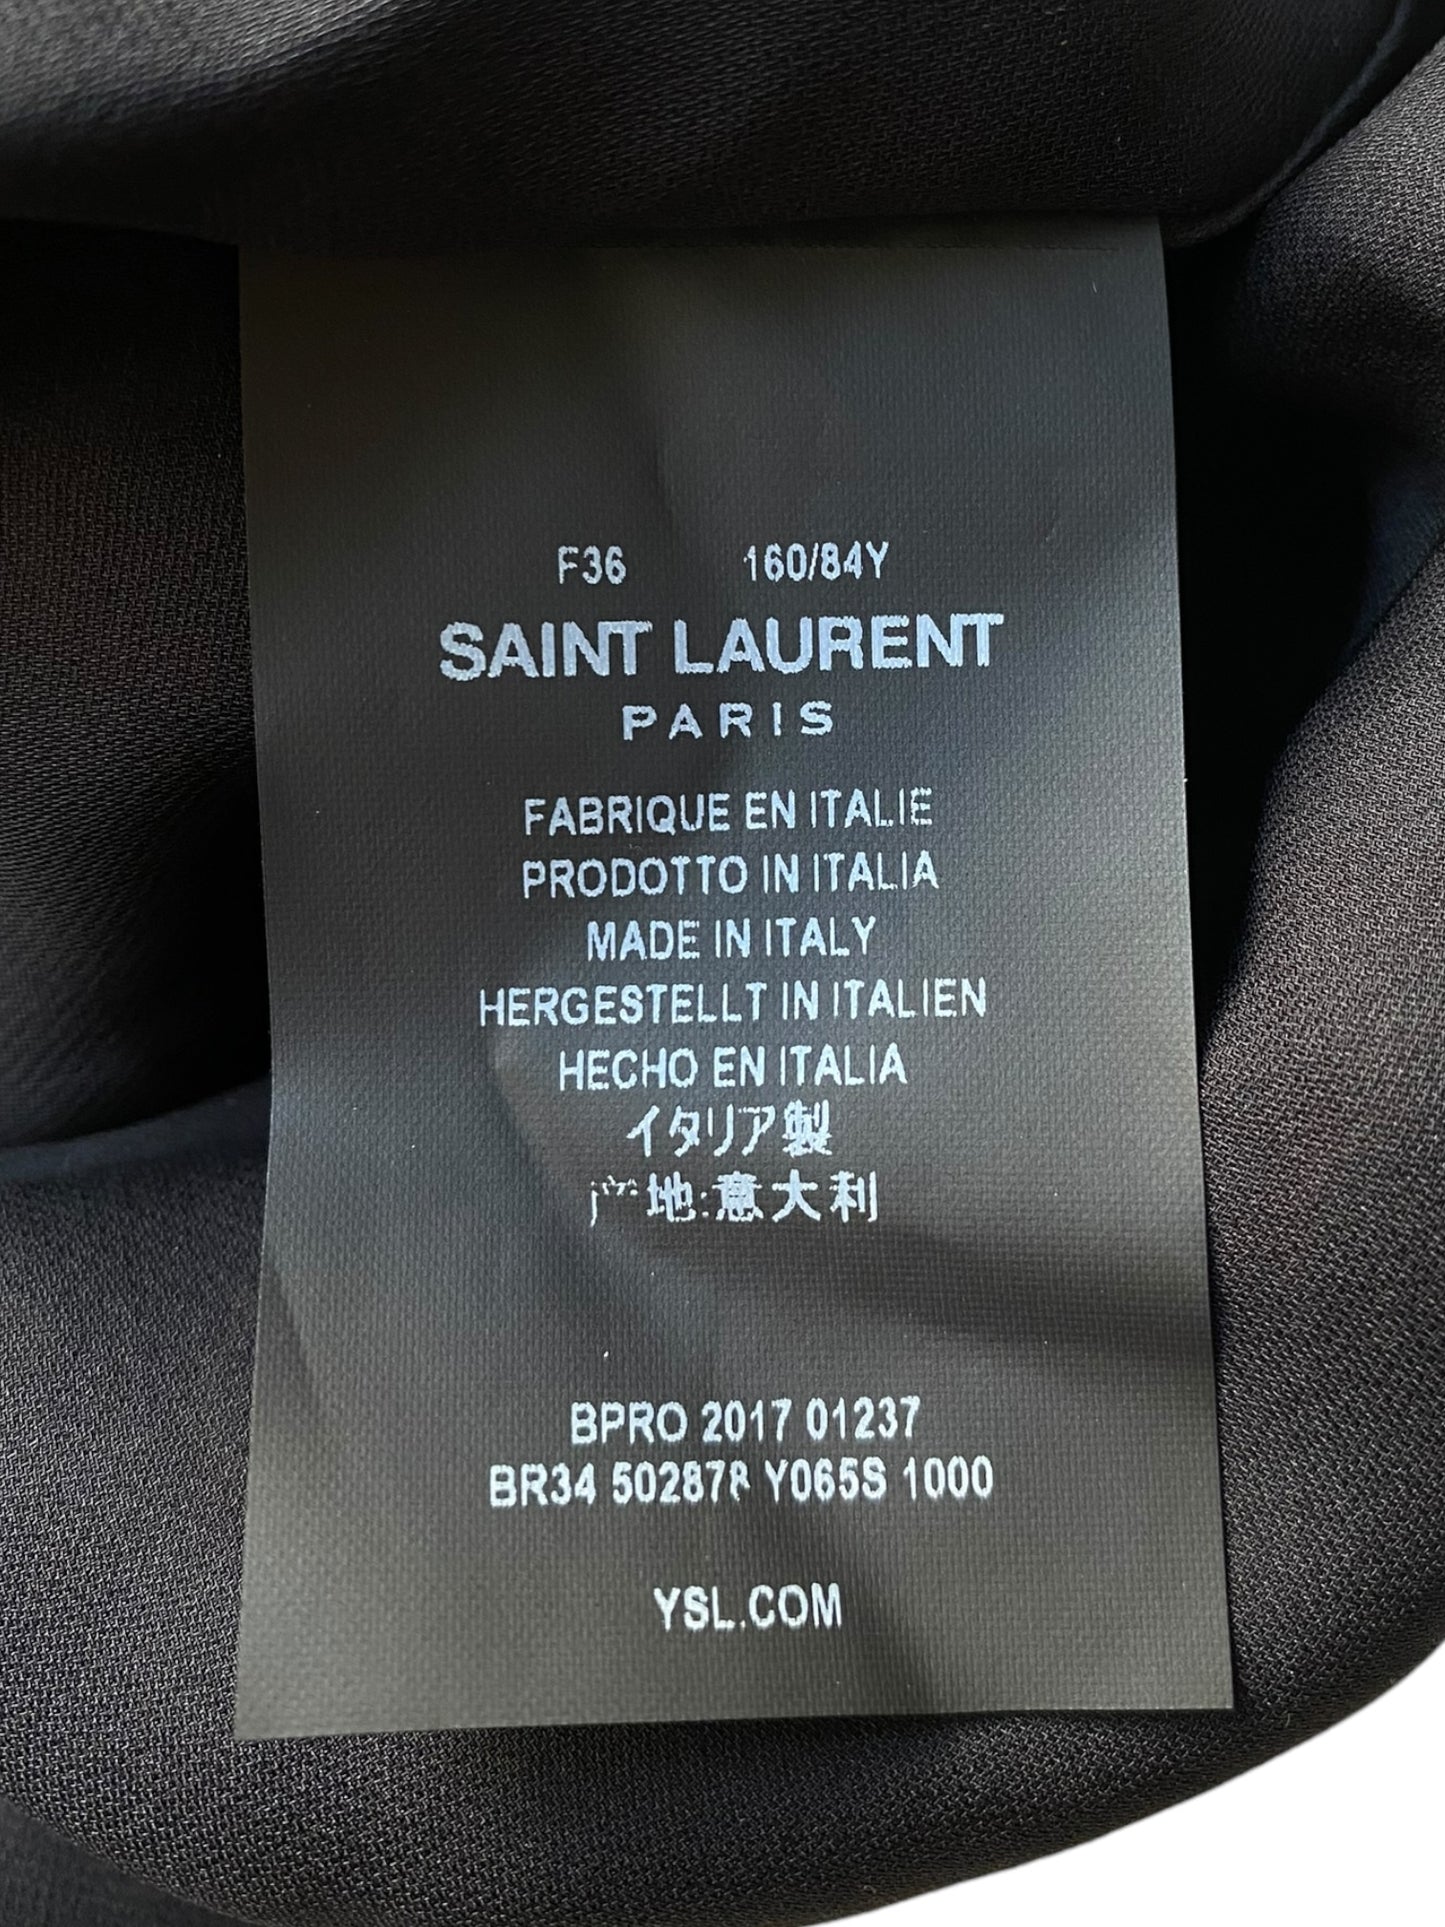 F36 160/84Y
SAINT LAURENT
PARIS
FABRIQUE EN ITALIE
PRODOTTO IN ITALIA
MADE IN ITALY
HERGESTELLT IN ITALIEN
HECHO EN ITALIA
イタリア製
产地:意大利
BPRO 2017 01237
BR34 502878 Y065S 1000
YSL.COM